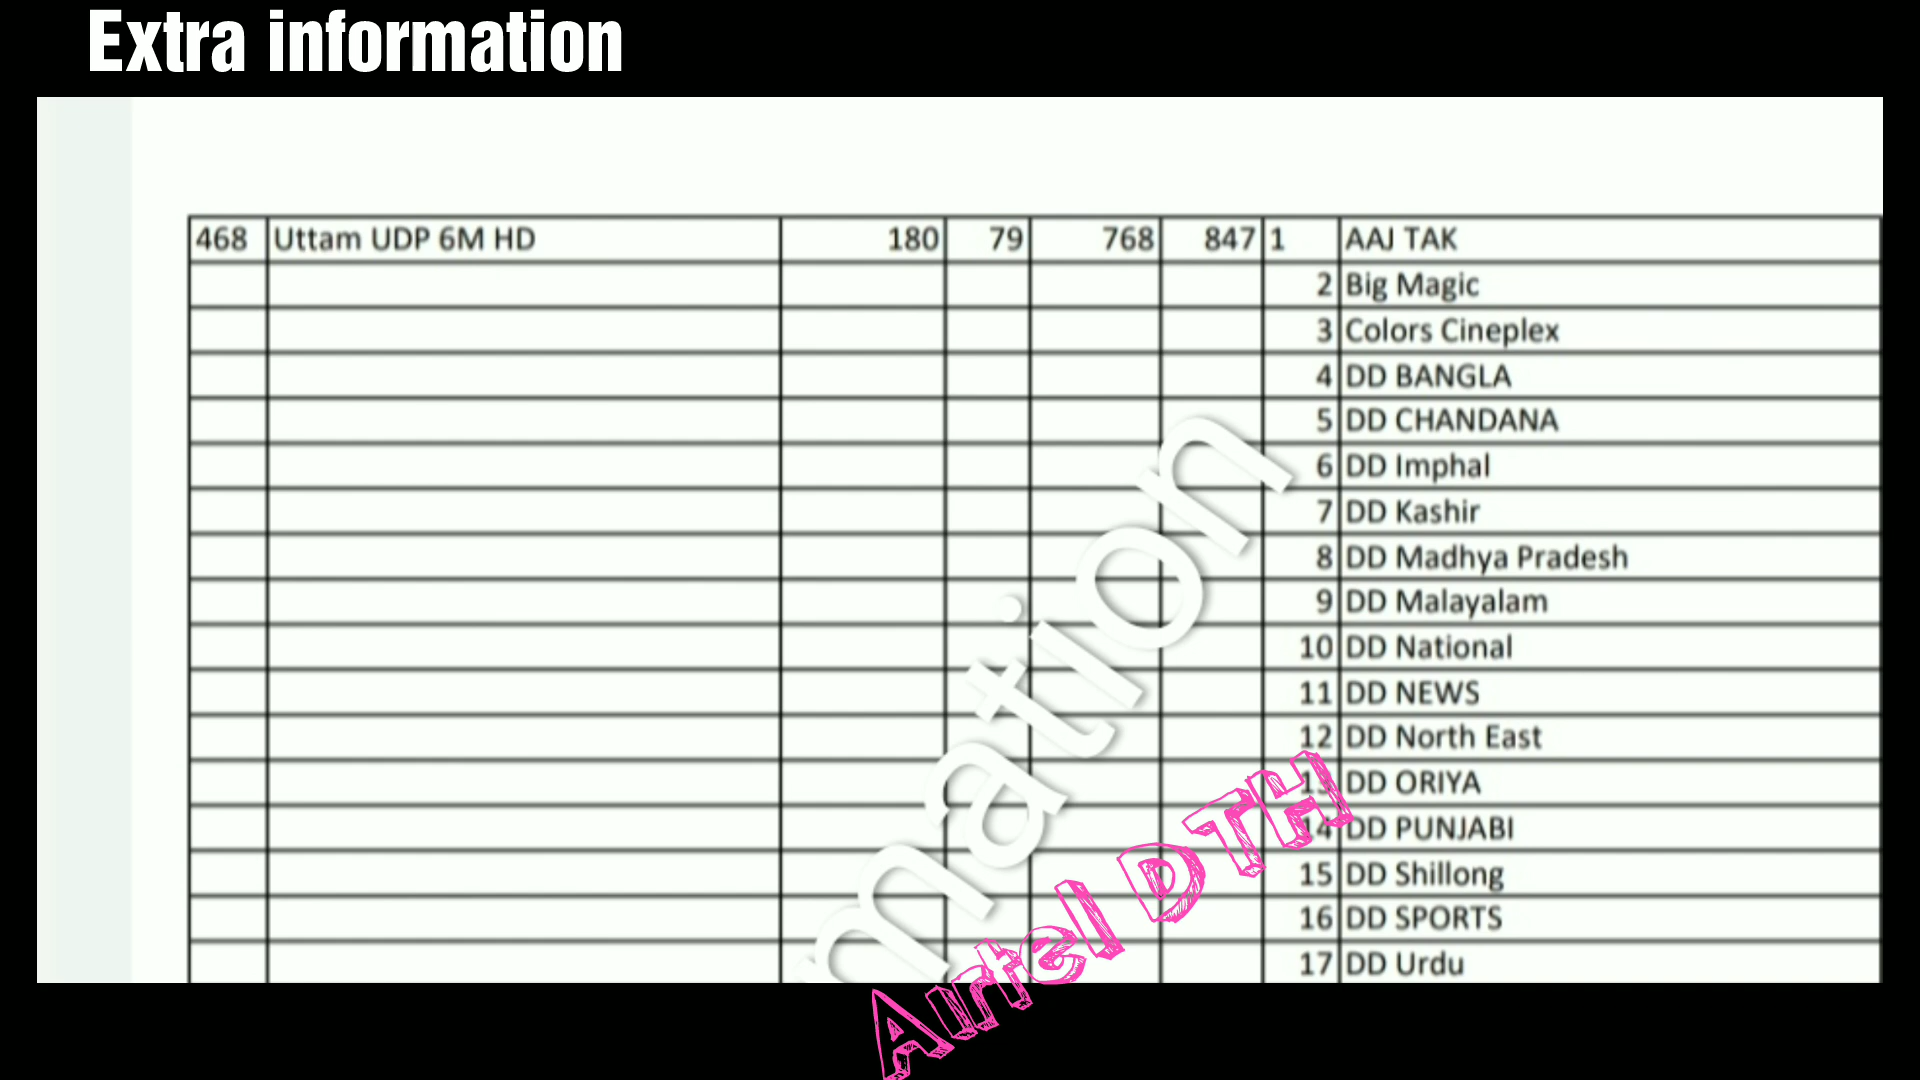 Extra information
468 Uttam UDP 6M HD 180 79 768 847 1 AAJ TAK
2 Big Magic
3 Colors Cineplex
4 DD BANGLA
5 DD CHANDANA
6 DD Imphal
7 DD Kashir
8 DD Madhya Pradesh
9 DD Malayalam
10 DD National
11 DD NEWS
12 DD North East
13 DD ORIYA
14 DD PUNJABI
15 DD Shillong
16 DD SPORTS
17 DD Urdu
mation
Airtel DTH